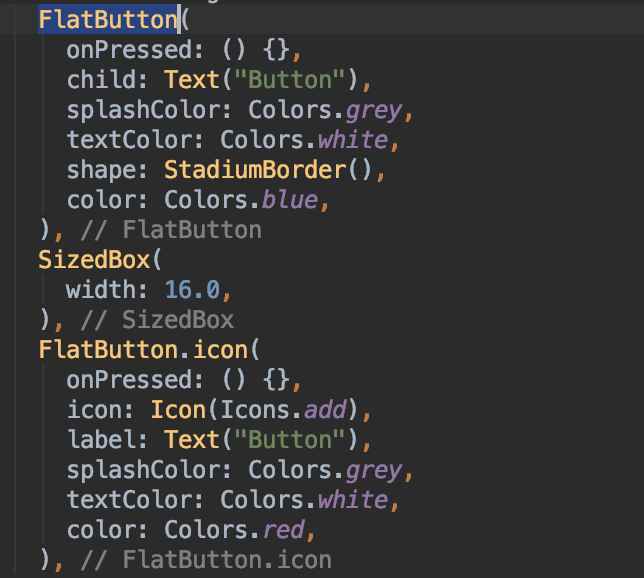 FlatButton(
onPressed: () {},
child: Text("Button"),
splashColor: Colors.grey,
textColor: Colors.white,
shape: StadiumBorder(),
color: Colors.blue,
), // FlatButton
SizedBox(
width: 16.0,
), // SizedBox
FlatButton.icon(
onPressed: () {},
icon: Icon(Icons.add),
label: Text("Button"),
splashColor: Colors.grey,
textColor: Colors.white,
color: Colors.red,
), // FlatButton.icon